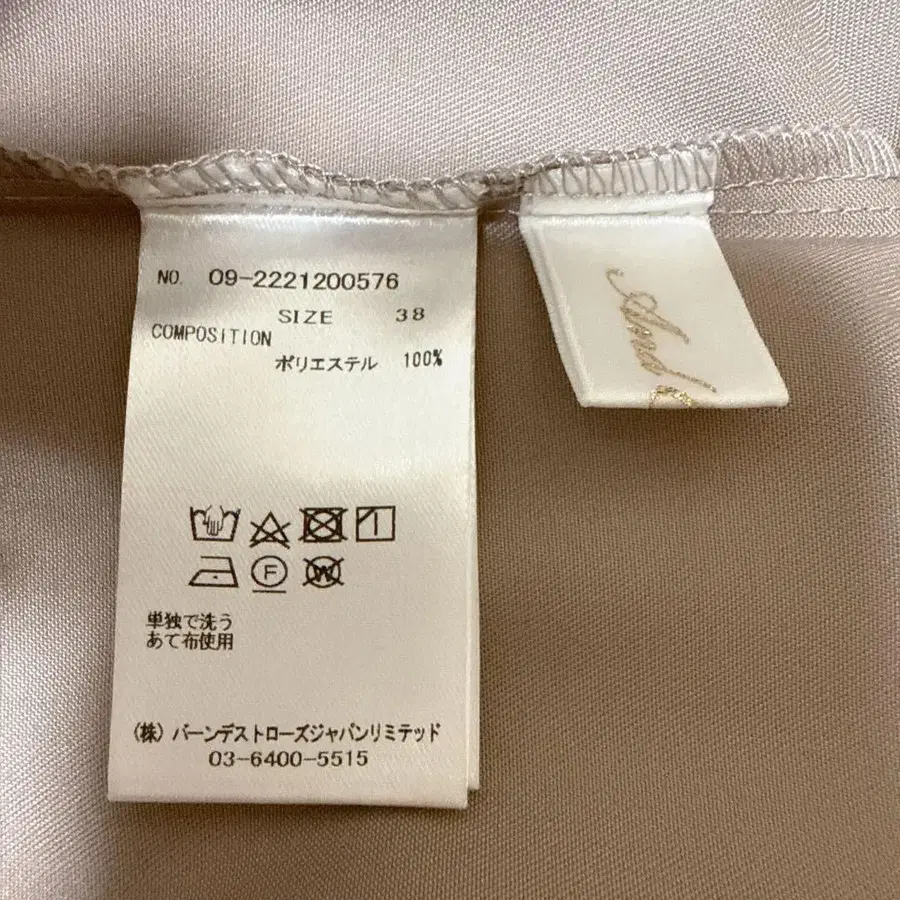 NO. 09-2221200576
SIZE 38
COMPOSITION
ポリエステル 100%
F
W
単独で洗う
あて布使用
(株) バーンデストローズジャパンリミテッド
03-6400-5515
And